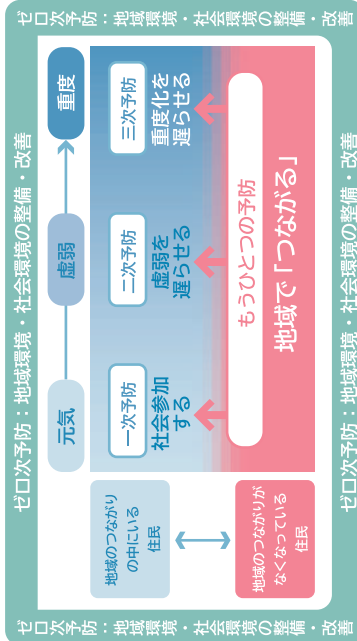 ゼロ次予防：地域環境・社会環境の整備・改善
元気
虚弱
重度
地域のつながり
の中にいる
住民
一次予防
社会参加
する
二次予防
虚弱を
遅らせる
三次予防
重度化を
遅らせる
地域のつながりが
なくなっている
住民
もうひとつの予防
地域で「つながる」
ゼロ次予防：地域環境・社会環境の整備・改善
ゼロ次予防：地域環境・社会環境の整備・改善
ゼロ次予防：地域環境・社会環境の整備・改善